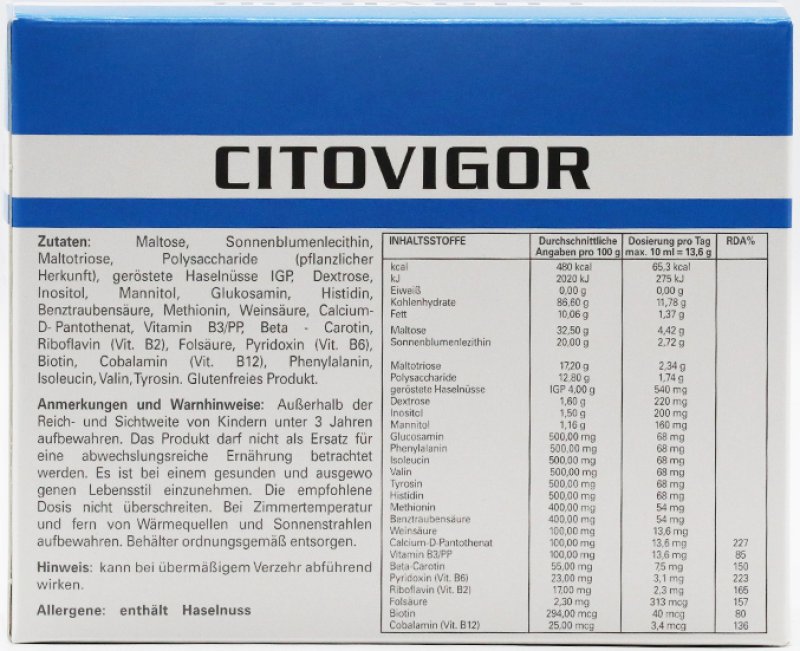 CITOVIGOR
Zutaten: Maltose, Sonnenblumenlecithin,
Maltotriose, Polysaccharide (pflanzlicher
Herkunft), geröstete Haselnüsse IGP, Dextrose,
Inositol, Mannitol, Glukosamin, Histidin,
Benztraubensäure, Methionin, Weinsäure, Calcium-
D- Pantothenat, Vitamin B3/PP, Beta - Carotin,
Riboflavin (Vit. B2), Folsäure, Pyridoxin (Vit. B6),
Biotin, Cobalamin (Vit. B12), Phenylalanin,
Isoleucin, Valin, Tyrosin. Glutenfreies Produkt.
Anmerkungen und Warnhinweise: Außerhalb der
Reich- und Sichtweite von Kindern unter 3 Jahren
aufbewahren. Das Produkt darf nicht als Ersatz für
eine abwechslungsreiche Ernährung betrachtet
werden. Es ist bei einem gesunden und ausgewo
genen Lebensstil einzunehmen. Die empfohlene
Dosis nicht überschreiten. Bei Zimmertemperatur
und fern von Wärmequellen und Sonnenstrahlen
aufbewahren. Behälter ordnungsgemäß entsorgen.
Hinweis: kann bei übermäßigem Verzehr abführend
wirken.
Allergene: enthält Haselnuss
INHALTSSTOFFE Durchschnittliche Dosierung pro Tag RDA%
Angaben pro 100 g max. 10 ml = 13,6 g
kcal 480 kcal 65,3 kcal
kJ 2020 kJ 275 kJ
Eiweiß 0,00 g 0,00 g
Kohlenhydrate 86,60 g 11,78 g
Fett 10,06 g 1,37 g
Maltose 32,50 g 4,42 g
Sonnenblumenlezithin 20,00 g 2,72 g
Maltotriose 17,20 g 2,34 g
Polysaccharide 12,80 g 1,74 g
geröstete Haselnüsse IGP 4,00 g 540 mg
Dextrose 1,60 g 220 mg
Inositol 1,50 g 200 mg
Mannitol 1,16 g 160 mg
Glucosamin 500,00 mg 68 mg
Phenylalanin 500,00 mg 68 mg
Isoleucin 500,00 mg 68 mg
Valin 500,00 mg 68 mg
Tyrosin 500,00 mg 68 mg
Histidin 500,00 mg 68 mg
Methionin 400,00 mg 54 mg
Benztraubensäure 400,00 mg 54 mg
Weinsäure 100,00 mg 13,6 mg
Calcium-D-Pantothenat 100,00 mg 13,6 mg 227
Vitamin B3/PP 100,00 mg 13,6 mg 85
Beta-Carotin 55,00 mg 7,5 mg 150
Pyridoxin (Vit. B6) 23,00 mg 3,1 mg 223
Riboflavin (Vit. B2) 17,00 mg 2,3 mg 165
Folsäure 2,30 mg 313 mcg 157
Biotin 294,00 mcg 40 mcg 80
Cobalamin (Vit. B12) 25,00 mcg 3,4 mcg 136